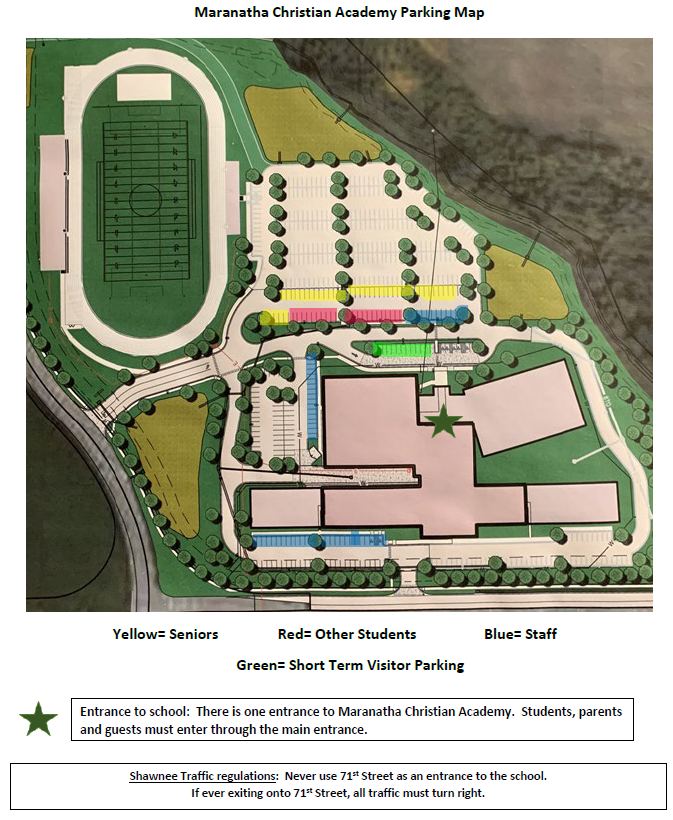 Maranatha Christian Academy Parking Map
Yellow= Seniors Red= Other Students Blue= Staff
Green= Short Term Visitor Parking
Entrance to school: There is one entrance to Maranatha Christian Academy. Students, parents
and guests must enter through the main entrance.
Shawnee Traffic regulations: Never use 71st Street as an entrance to the school.
If ever exiting onto 71st Street, all traffic must turn right.